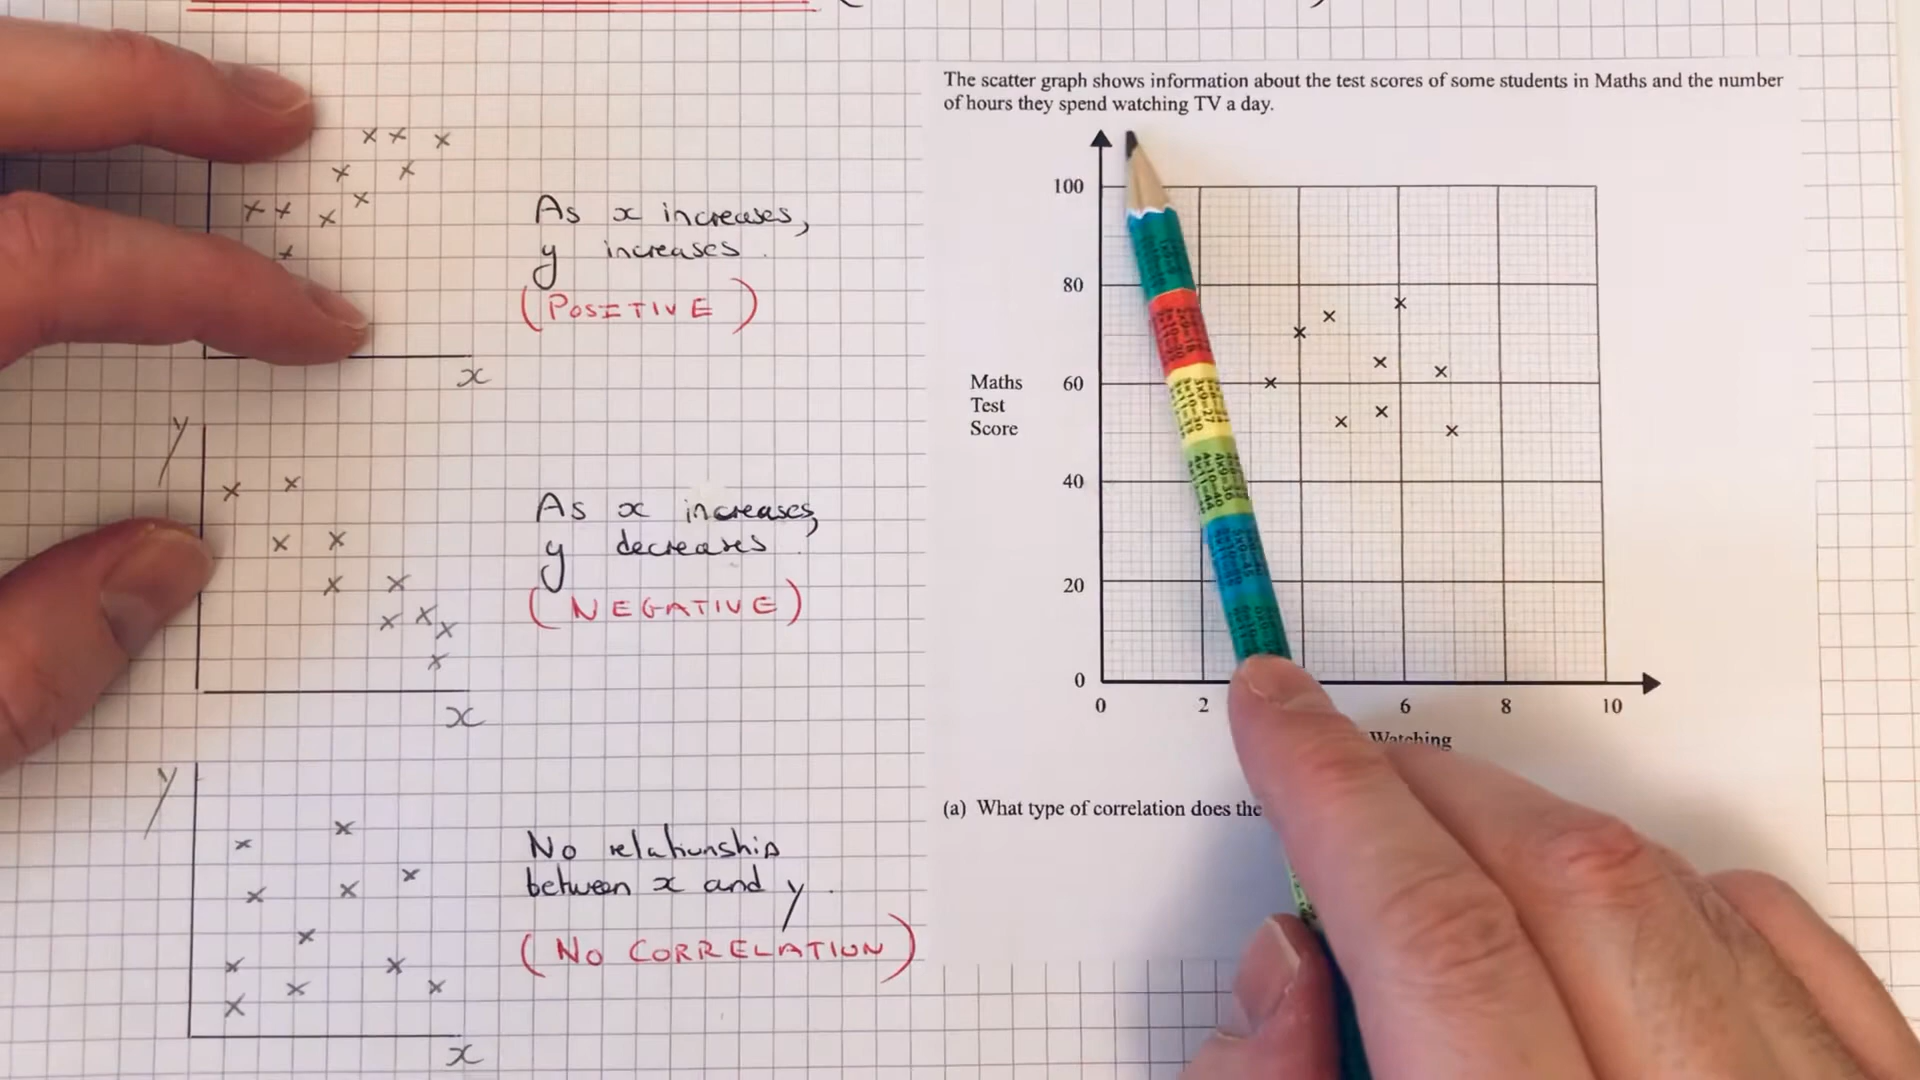 As x increases,
y increases.
(POSITIVE)
x
y
As x increases,
y decreases.
(NEGATIVE)
x
y
No relationship
between x and y.
(NO CORRELATION)
x
The scatter graph shows information about the test scores of some students in Maths and the number
of hours they spend watching TV a day.
100
80
Maths
60
Test
Score
40
20
0
0 2 6 8 10
Watching
(a) What type of correlation does the